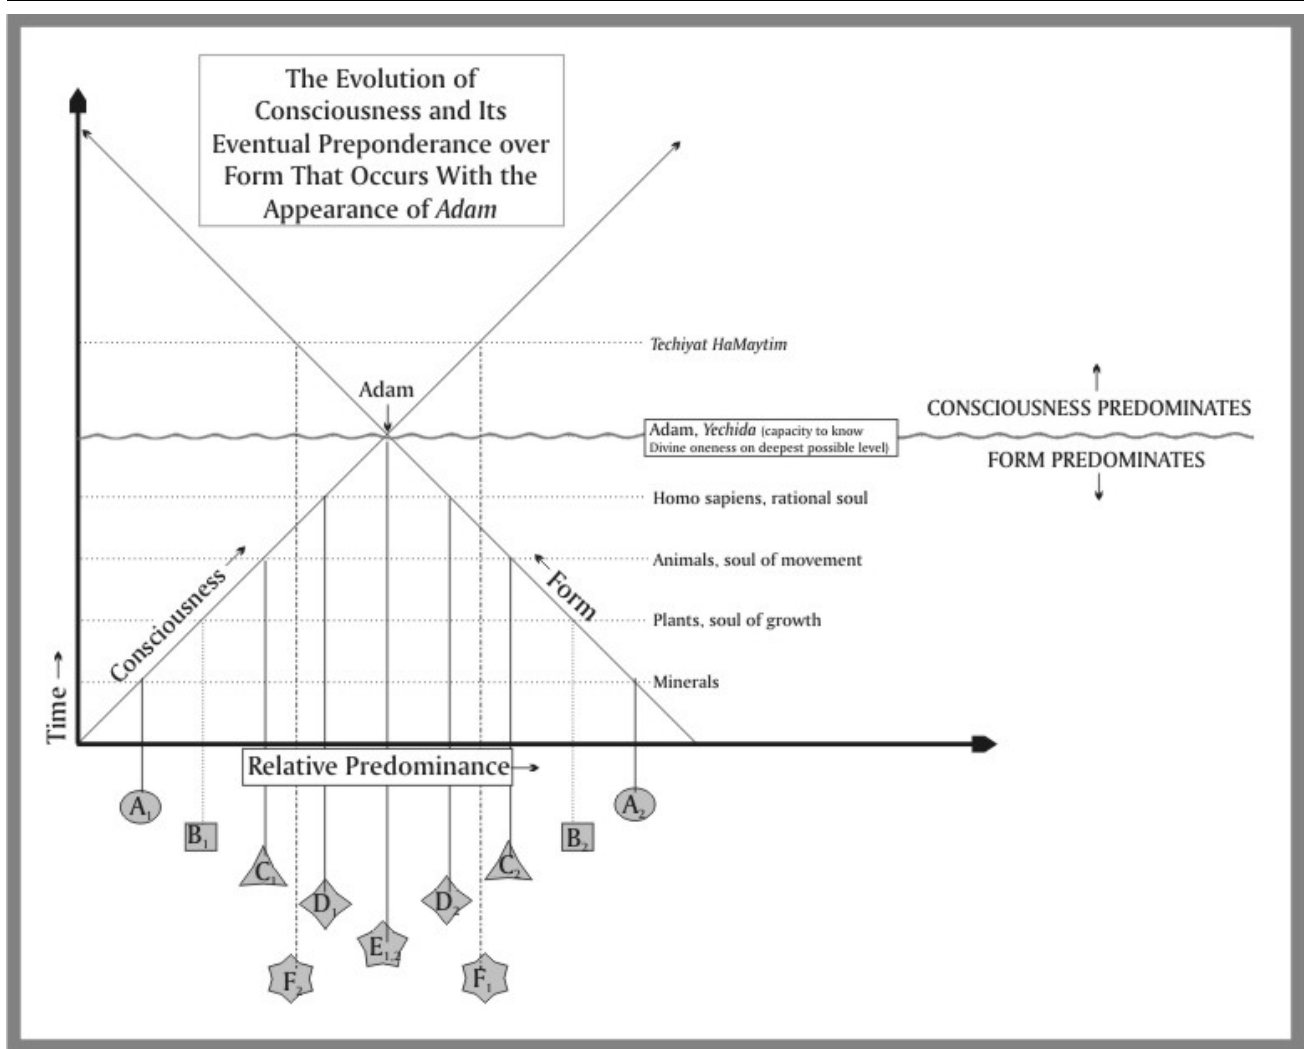 The Evolution of
Consciousness and Its
Eventual Preponderance over
Form That Occurs With the
Appearance of Adam
Techiyat HaMaytim
Adam
CONSCIOUSNESS PREDOMINATES
Adam, Yechida (capacity to know
Divine oneness on deepest possible level)
FORM PREDOMINATES
Homo sapiens, rational soul
Animals, soul of movement
Consciousness
Form
Plants, soul of growth
Minerals
Time
Relative Predominance
A1
A2
B1
B2
C1
C2
D1
D2
E1,2
F2
F1